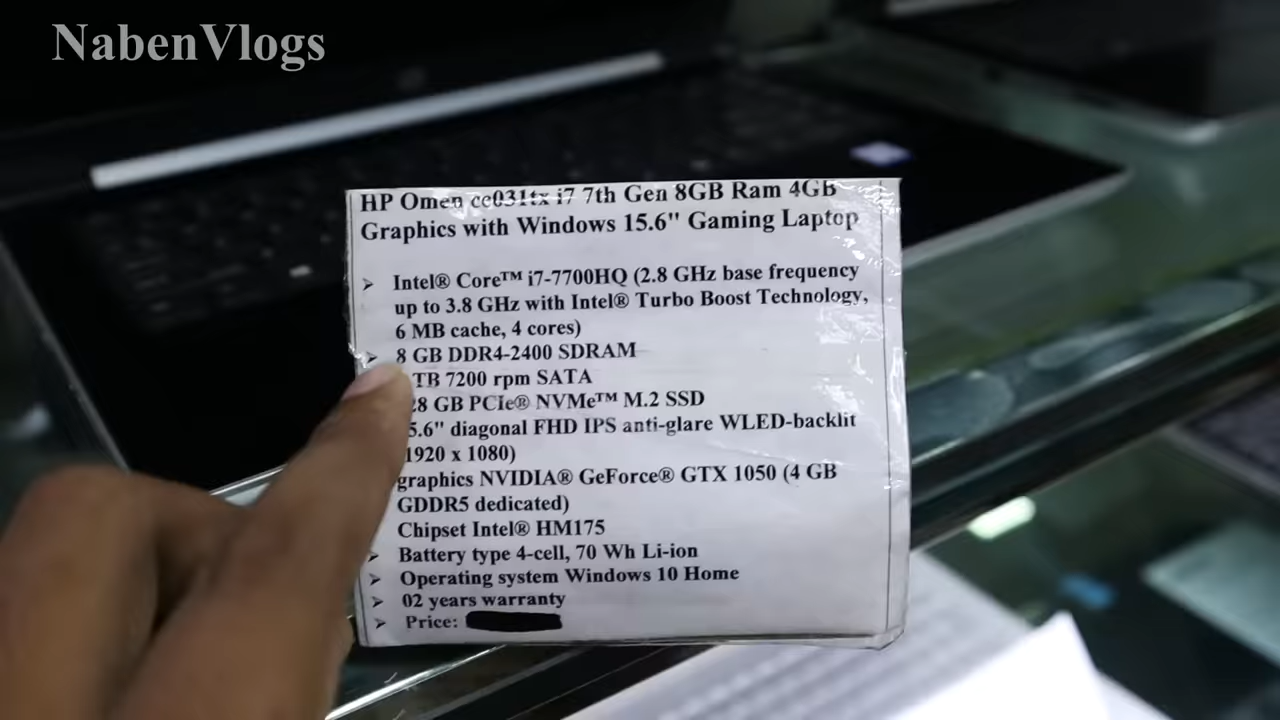 NabenVlogs
HP Omen ce031tx i7 7th Gen 8GB Ram 4GB
Graphics with Windows 15.6" Gaming Laptop
➢ Intel® Core™ i7-7700HQ (2.8 GHz base frequency
up to 3.8 GHz with Intel® Turbo Boost Technology,
6 MB cache, 4 cores)
➢ 8 GB DDR4-2400 SDRAM
TB 7200 rpm SATA
28 GB PCIe® NVMe™ M.2 SSD
5.6" diagonal FHD IPS anti-glare WLED-backlit
1920 x 1080)
graphics NVIDIA® GeForce® GTX 1050 (4 GB
GDDR5 dedicated)
Chipset Intel® HM175
➢ Battery type 4-cell, 70 Wh Li-ion
➢ Operating system Windows 10 Home
➢ 02 years warranty
➢ Price: